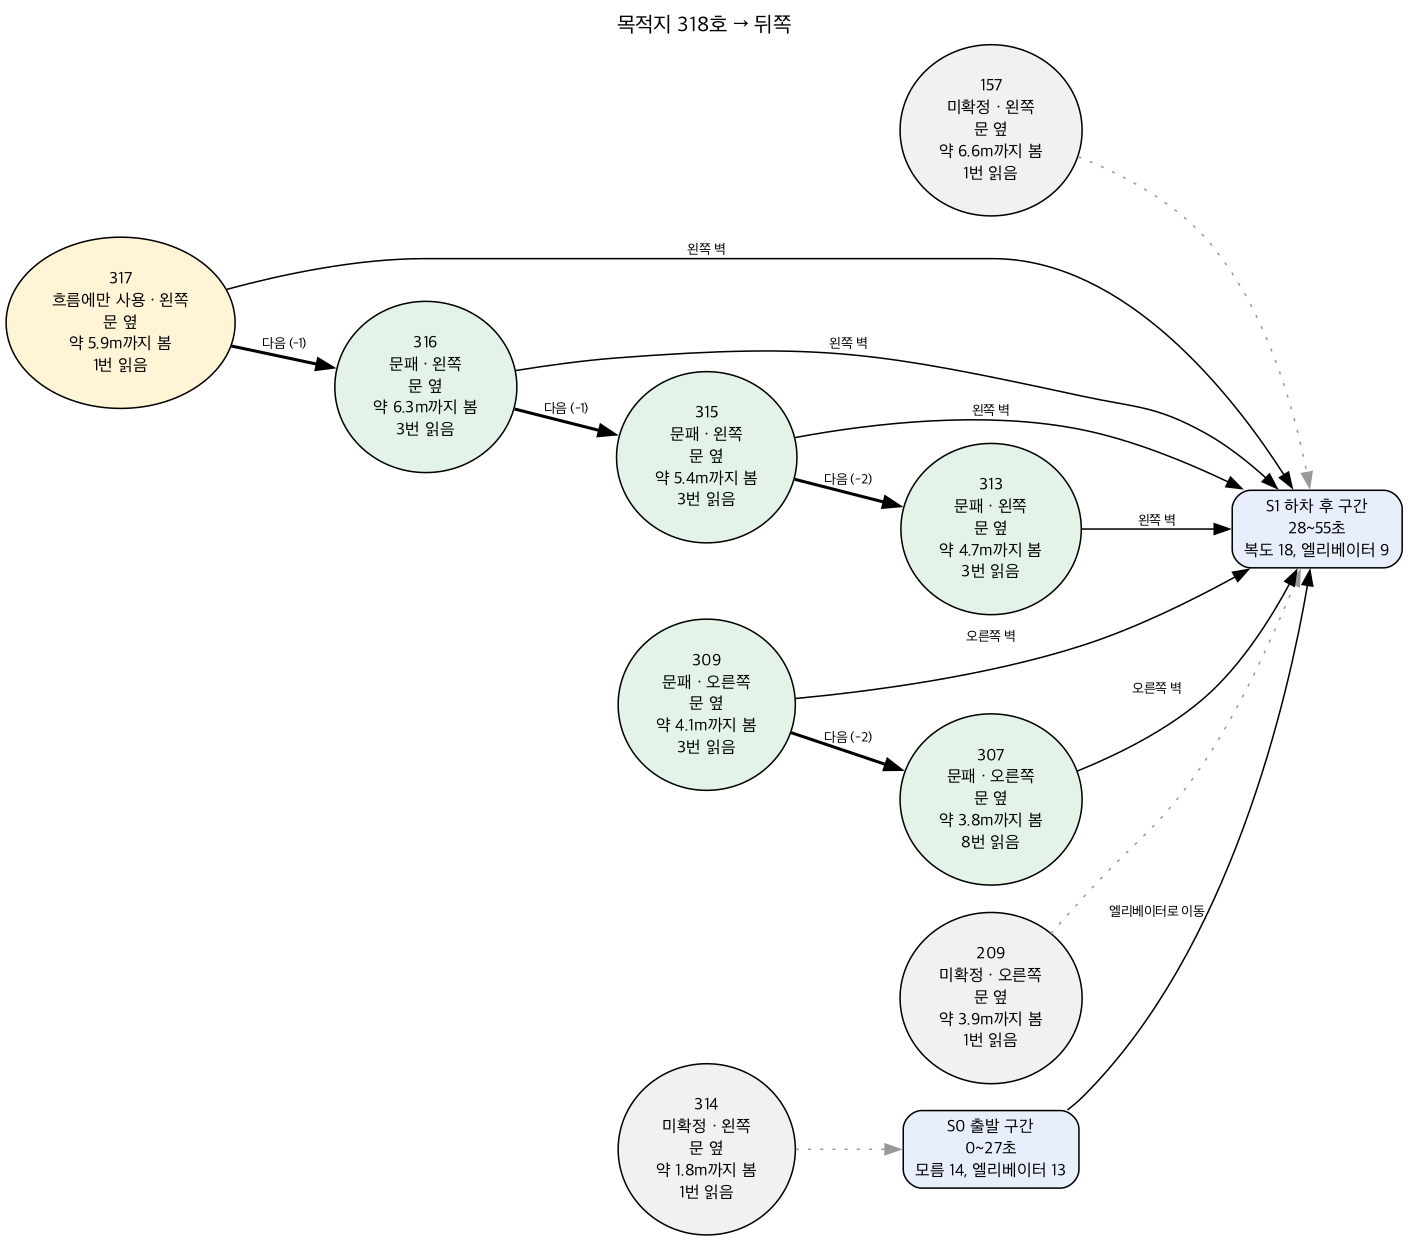 목적지 318호 → 뒤쪽
157
미확정 · 왼쪽
문 옆
약 6.6m까지 봄
1번 읽음
왼쪽 벽
317
흐름에만 사용 · 왼쪽
문 옆
약 5.9m까지 봄
1번 읽음
다음 (-1)
316
문패 · 왼쪽
문 옆
약 6.3m까지 봄
3번 읽음
왼쪽 벽
다음 (-1)
315
문패 · 왼쪽
문 옆
약 5.4m까지 봄
3번 읽음
왼쪽 벽
다음 (-2)
313
문패 · 왼쪽
문 옆
약 4.7m까지 봄
3번 읽음
왼쪽 벽
S1 하차 후 구간
28~55초
복도 18, 엘리베이터 9
309
문패 · 오른쪽
문 옆
약 4.1m까지 봄
3번 읽음
오른쪽 벽
다음 (-2)
307
문패 · 오른쪽
문 옆
약 3.8m까지 봄
8번 읽음
오른쪽 벽
209
미확정 · 오른쪽
문 옆
약 3.9m까지 봄
1번 읽음
엘리베이터로 이동
314
미확정 · 왼쪽
문 옆
약 1.8m까지 봄
1번 읽음
S0 출발 구간
0~27초
모름 14, 엘리베이터 13